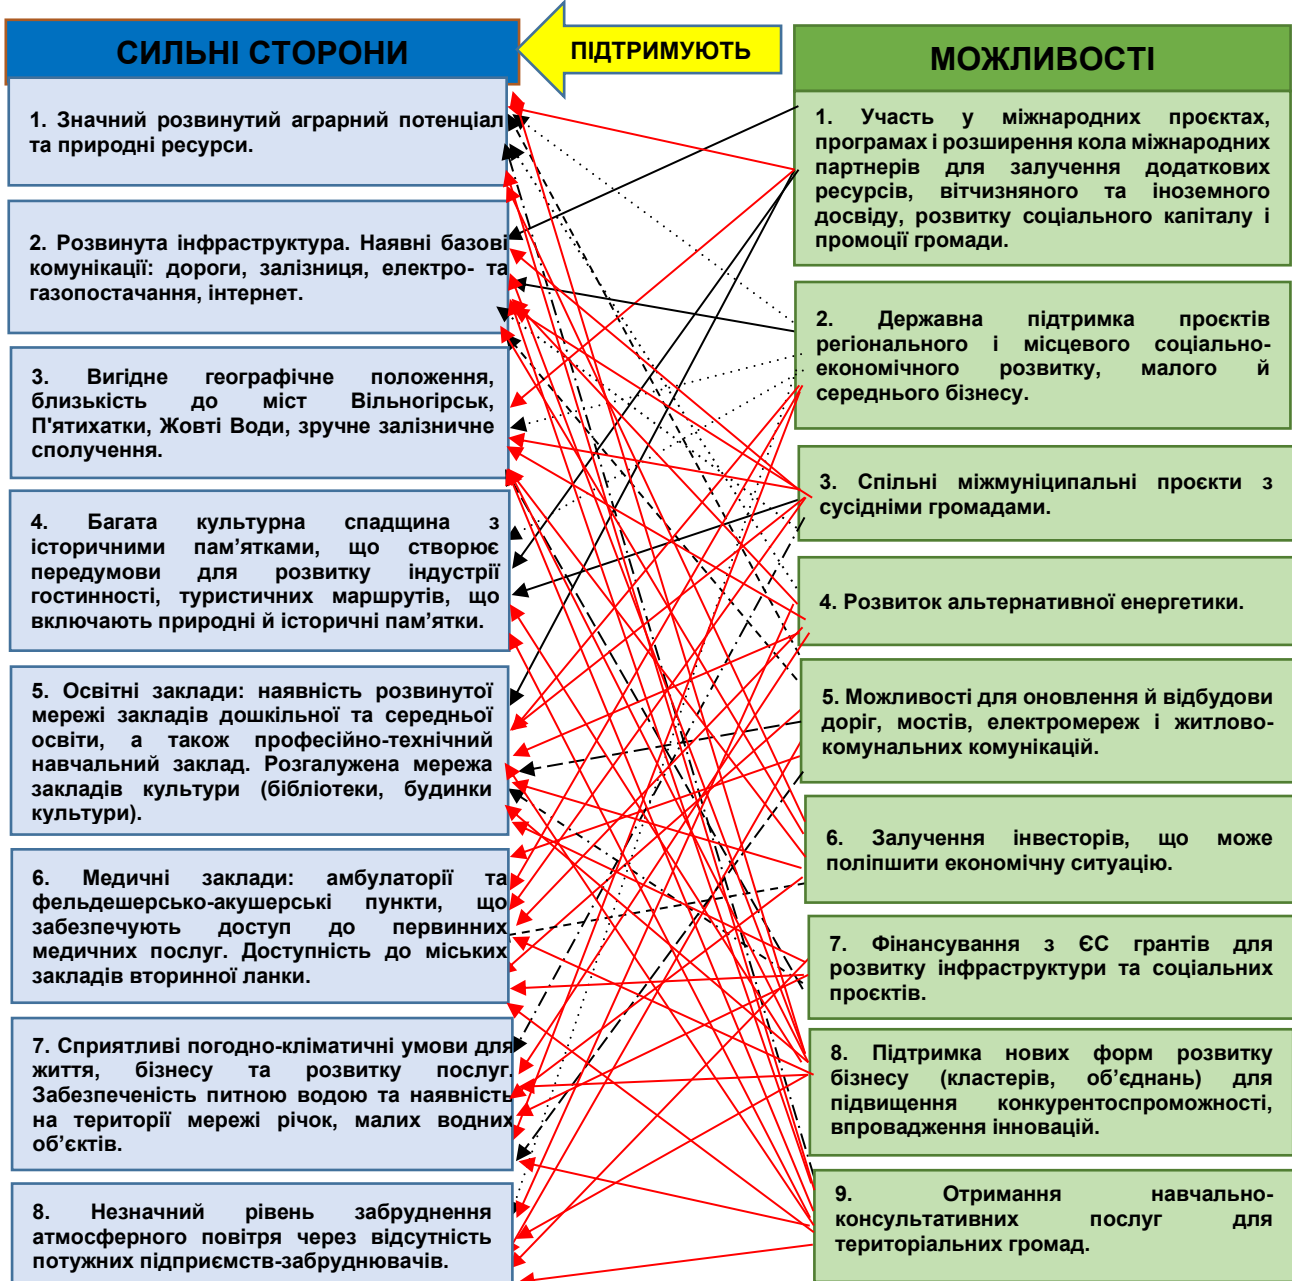 СИЛЬНІ СТОРОНИ
1. Значний розвинутий аграрний потенціал
та природні ресурси.
2. Розвинута інфраструктура. Наявні базові
комунікації: дороги, залізниця, електро- та
газопостачання, інтернет.
3. Вигідне географічне положення,
близькість до міст Вільногірськ,
П'ятихатки, Жовті Води, зручне залізничне
сполучення.
4. Багата культурна спадщина з
історичними пам’ятками, що створює
передумови для розвитку індустрії
гостинності, туристичних маршрутів, що
включають природні й історичні пам’ятки.
5. Освітні заклади: наявність розвинутої
мережі закладів дошкільної та середньої
освіти, а також професійно-технічний
навчальний заклад. Розгалужена мережа
закладів культури (бібліотеки, будинки
культури).
6. Медичні заклади: амбулаторії та
фельдешерсько-акушерські пункти, що
забезпечують доступ до первинних
медичних послуг. Доступність до міських
закладів вторинної ланки.
7. Сприятливі погодно-кліматичні умови для
життя, бізнесу та розвитку послуг.
Забезпеченість питною водою та наявність
на території мережі річок, малих водних
об’єктів.
8. Незначний рівень забруднення
атмосферного повітря через відсутність
потужних підприємств-забруднювачів.
ПІДТРИМУЮТЬ
МОЖЛИВОСТІ
1. Участь у міжнародних проєктах,
програмах і розширення кола міжнародних
партнерів для залучення додаткових
ресурсів, вітчизняного та іноземного
досвіду, розвитку соціального капіталу і
промоції громади.
2. Державна підтримка проєктів
регіонального і місцевого соціально-
економічного розвитку, малого й
середнього бізнесу.
3. Спільні міжмуніципальні проєкти з
сусідніми громадами.
4. Розвиток альтернативної енергетики.
5. Можливості для оновлення й відбудови
доріг, мостів, електромереж і житлово-
комунальних комунікацій.
6. Залучення інвесторів, що може
поліпшити економічну ситуацію.
7. Фінансування з ЄС грантів для
розвитку інфраструктури та соціальних
проєктів.
8. Підтримка нових форм розвитку
бізнесу (кластерів, об’єднань) для
підвищення конкурентоспроможності,
впровадження інновацій.
9. Отримання навчально-
консультативних послуг для
територіальних громад.